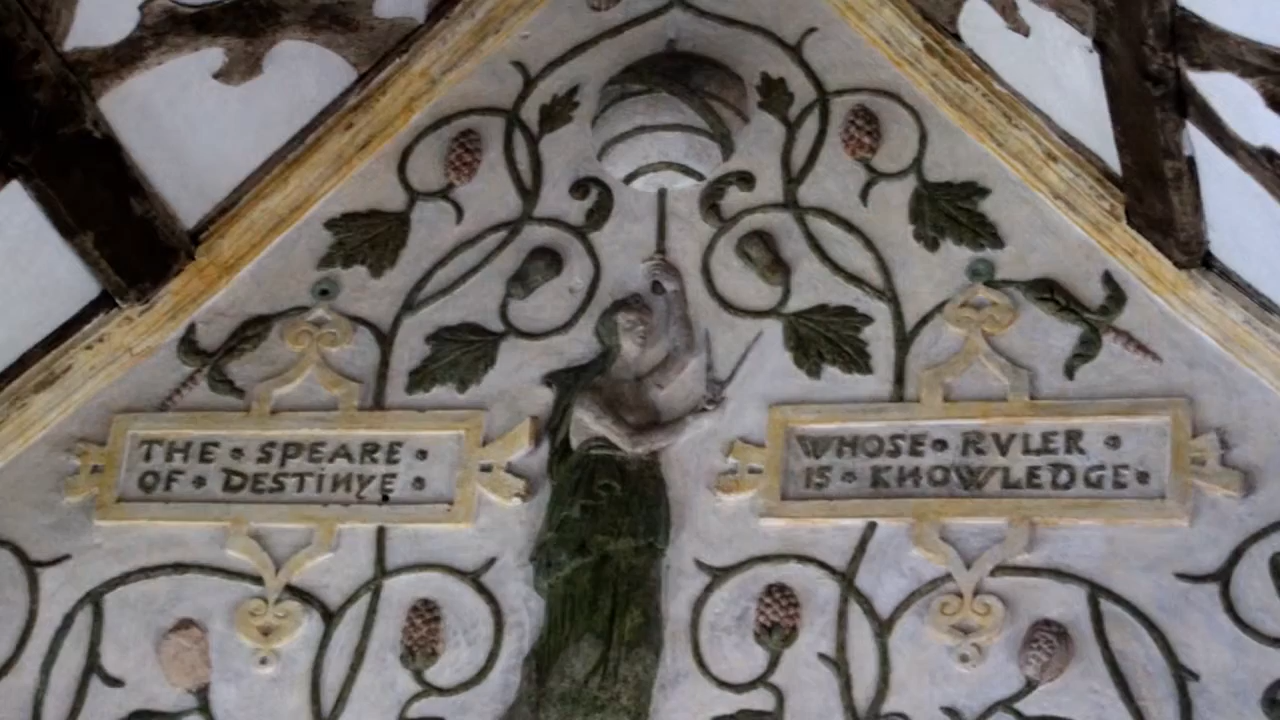 THE • SPEARE •
OF • DESTINYE •
WHOSE • RVLER •
IS • KNOWLEDGE •